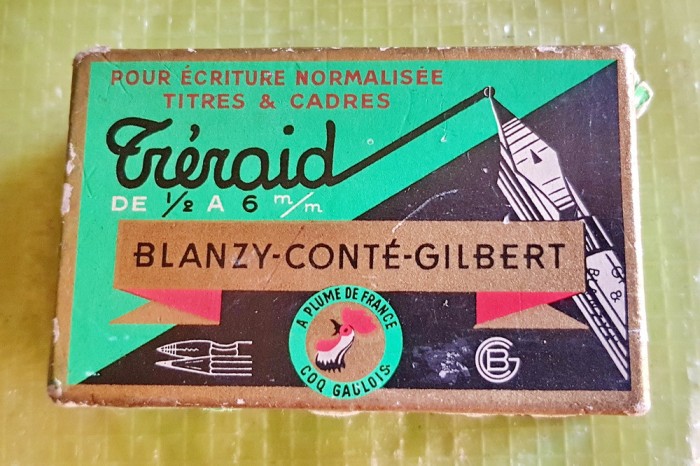 POUR ÉCRITURE NORMALISÉE
TITRES & CADRES
Tréraid
DE ½ A 6 m/m
BLANZY-CONTÉ-GILBERT
A PLUME DE FRANCE
COQ GAULOIS